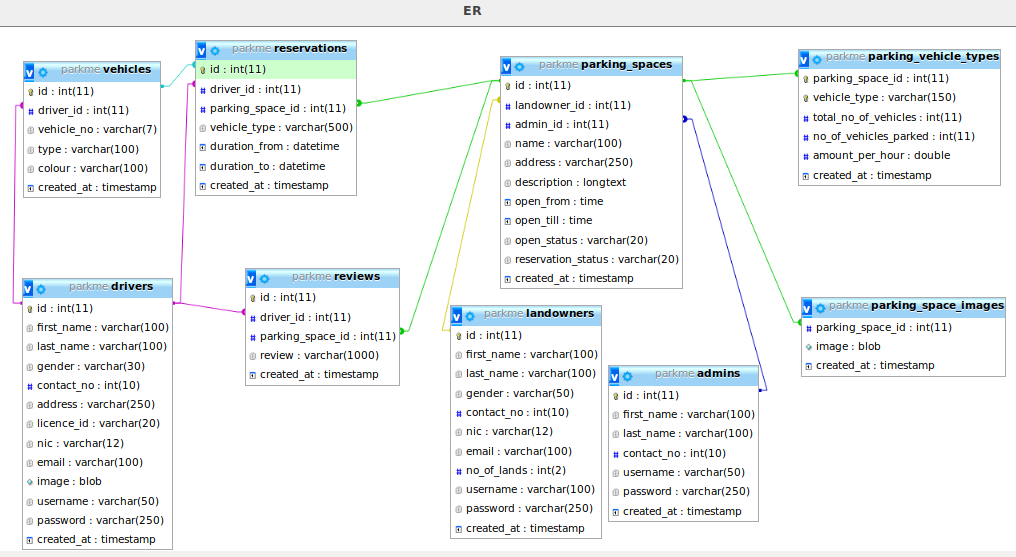 ER
parkme vehicles
id : int(11)
driver_id : int(11)
vehicle_no : varchar(7)
type : varchar(100)
colour : varchar(100)
created_at : timestamp
parkme reservations
id : int(11)
driver_id : int(11)
parking_space_id : int(11)
vehicle_type : varchar(500)
duration_from : datetime
duration_to : datetime
created_at : timestamp
parkme parking_spaces
id : int(11)
landowner_id : int(11)
admin_id : int(11)
name : varchar(100)
address : varchar(250)
description : longtext
open_from : time
open_till : time
open_status : varchar(20)
reservation_status : varchar(20)
created_at : timestamp
parkme parking_vehicle_types
parking_space_id : int(11)
vehicle_type : varchar(150)
total_no_of_vehicles : int(11)
no_of_vehicles_parked : int(11)
amount_per_hour : double
created_at : timestamp
parkme drivers
id : int(11)
first_name : varchar(100)
last_name : varchar(100)
gender : varchar(30)
contact_no : int(10)
address : varchar(250)
licence_id : varchar(20)
nic : varchar(12)
email : varchar(100)
image : blob
username : varchar(50)
password : varchar(250)
created_at : timestamp
parkme reviews
id : int(11)
driver_id : int(11)
parking_space_id : int(11)
review : varchar(1000)
created_at : timestamp
parkme landowners
id : int(11)
first_name : varchar(100)
last_name : varchar(100)
gender : varchar(50)
contact_no : int(10)
nic : varchar(12)
email : varchar(100)
no_of_lands : int(2)
username : varchar(100)
password : varchar(250)
created_at : timestamp
parkme admins
id : int(11)
first_name : varchar(100)
last_name : varchar(100)
contact_no : int(10)
username : varchar(50)
password : varchar(250)
created_at : timestamp
parkme parking_space_images
parking_space_id : int(11)
image : blob
created_at : timestamp